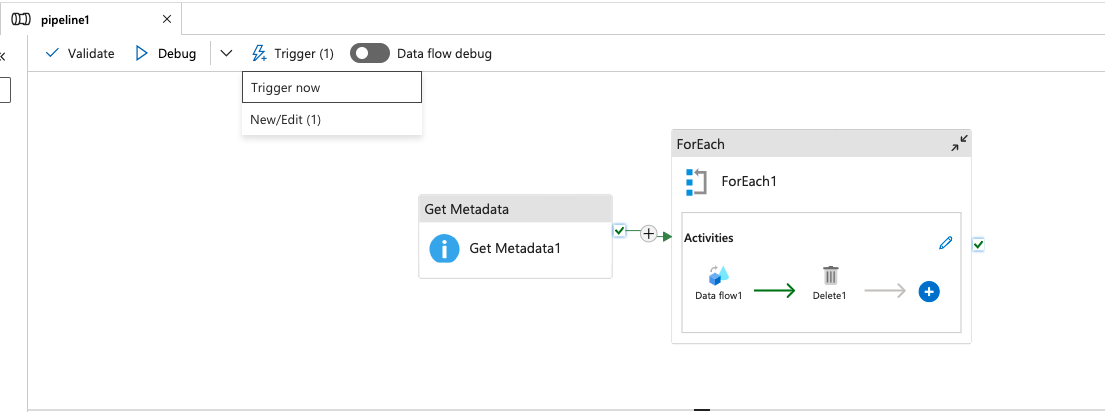 pipeline1
Validate Debug Trigger (1) Data flow debug
Trigger now
New/Edit (1)
ForEach
ForEach1
Get Metadata
Get Metadata1
Activities
Data flow1 Delete1